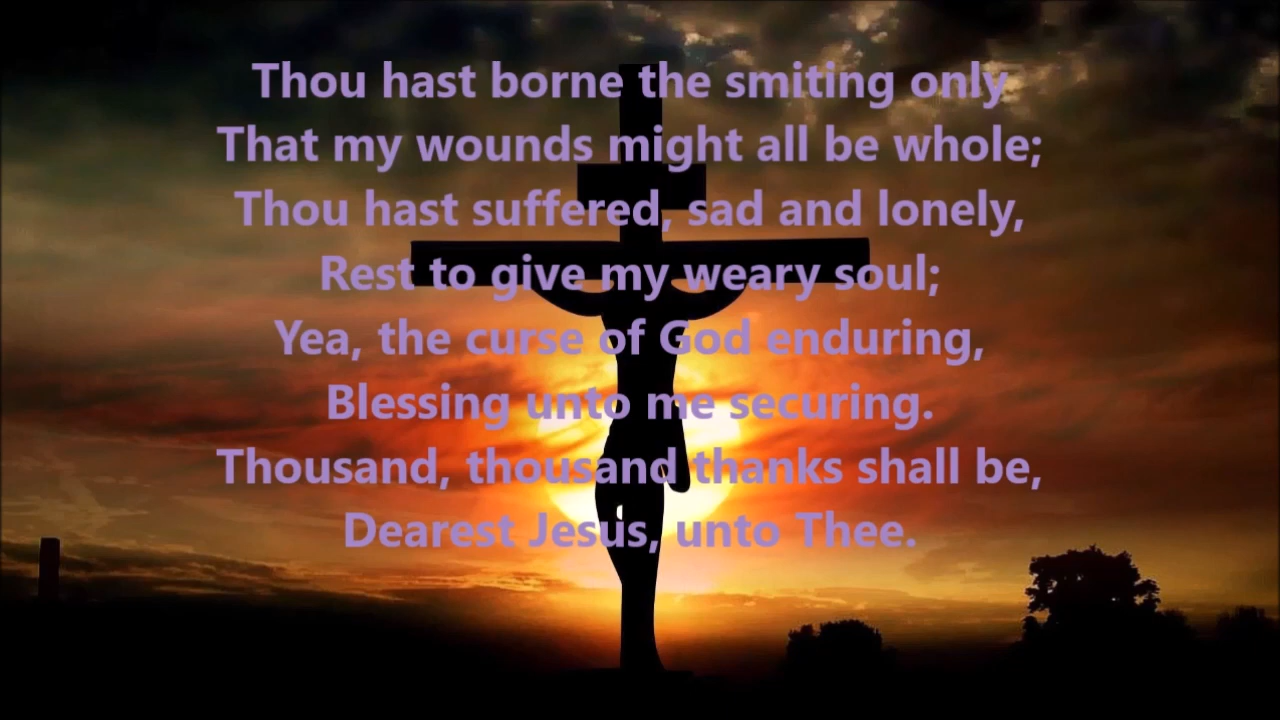 Thou hast borne the smiting only
That my wounds might all be whole;
Thou hast suffered, sad and lonely,
Rest to give my weary soul;
Yea, the curse of God enduring,
Blessing unto me securing.
Thousand, thousand thanks shall be,
Dearest Jesus, unto Thee.